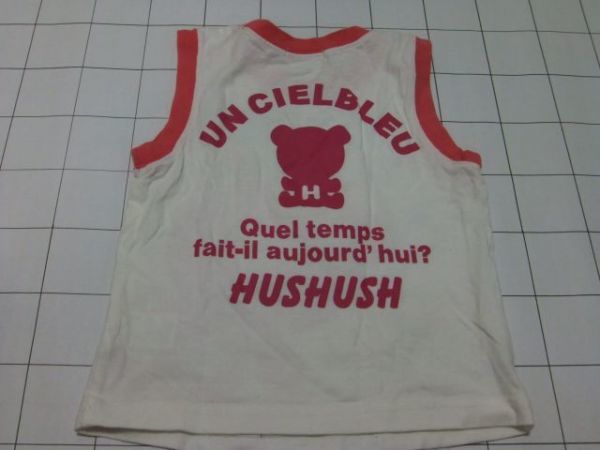 UN CIELBLEU
H
Quel temps
fait-il aujourd' hui?
HUSHUSH